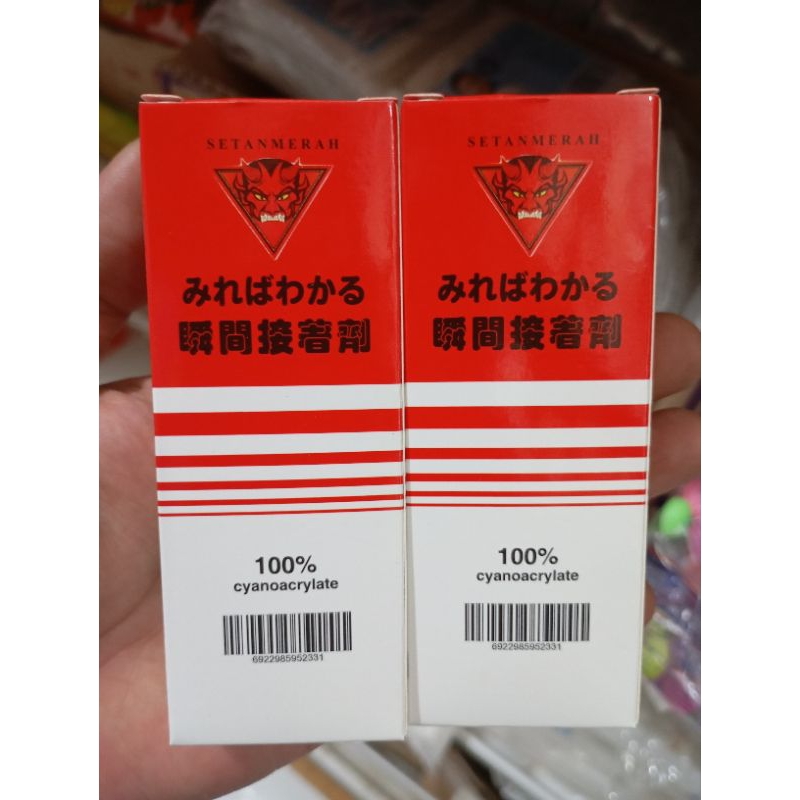 SETANMERAH
みればわかる
瞬間接着剤
100%
cyanoacrylate
6922985952331
SETANMERAH
みればわかる
瞬間接着剤
100%
cyanoacrylate
6922985952331